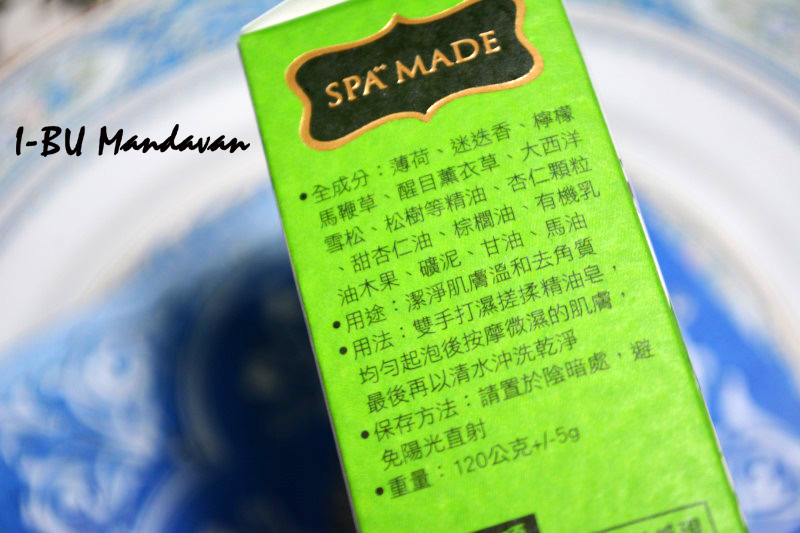 SPA MADE
I-BU Mandavan
•全成分：薄荷、迷迭香、檸檬
馬鞭草、醒目薰衣草、大西洋
雪松、松樹等精油、杏仁顆粒
、甜杏仁油、棕櫚油、有機乳
油木果、礦泥、甘油、馬油
•用途：潔淨肌膚溫和去角質
•用法：雙手打濕搓揉精油皂，
均勻起泡後按摩微濕的肌膚，
最後再以清水沖洗乾淨
•保存方法：請置於陰暗處，避
免陽光直射
•重量：120公克+/-5g